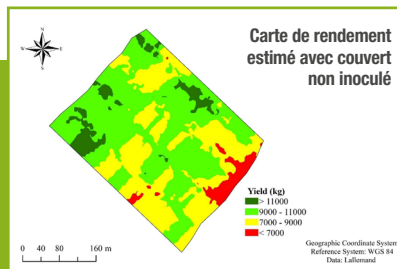 Carte de rendement
estimé avec couvert
non inoculé
N
W
E
S
Yield (kg)
> 11000
9000 - 11000
7000 - 9000
< 7000
0 40 80 160 m
Geographic Coordinate System
Reference System: WGS 84
Data: Lallemand